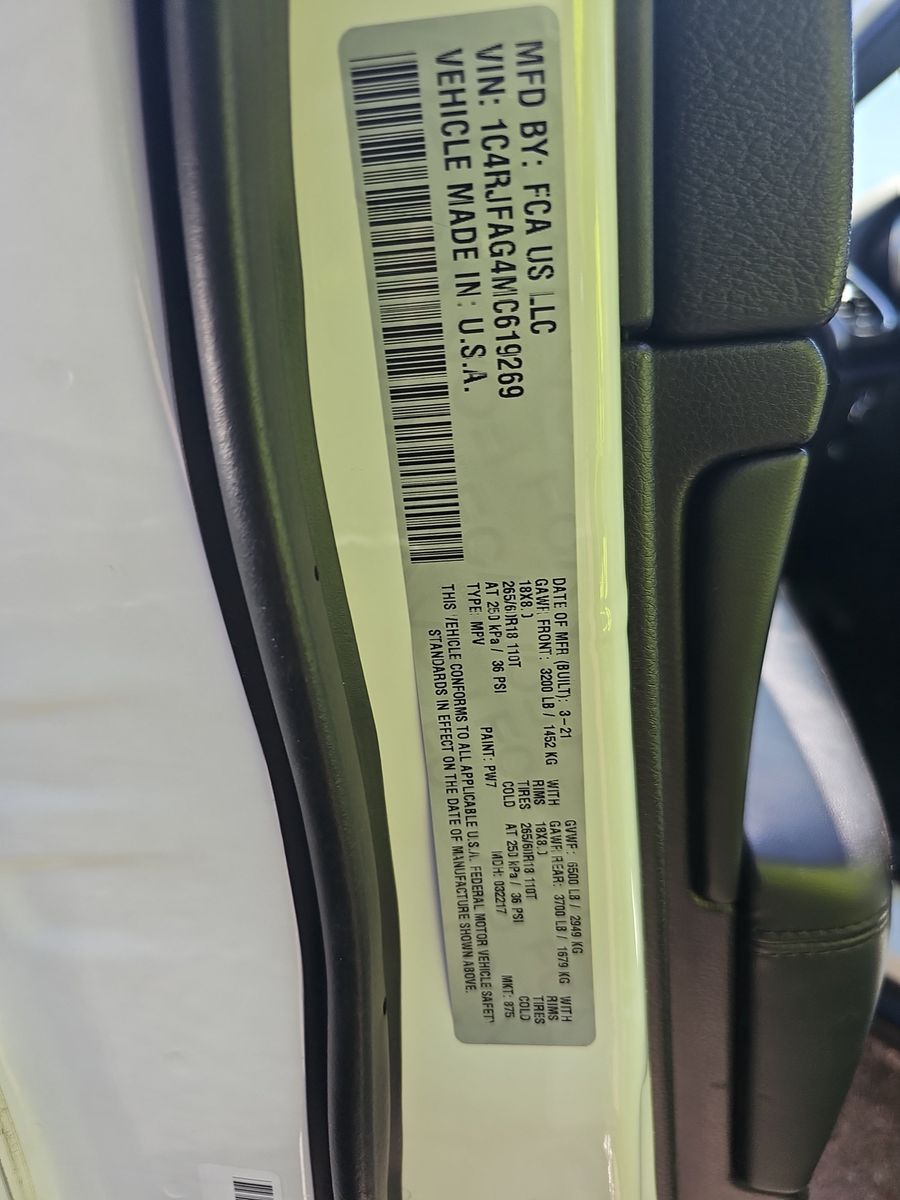 MFD BY: FCA US LLC
VIN: 1C4RJFAG4MC619269
VEHICLE MADE IN: U.S.A.
DATE OF MFR (BUILT): 3-21 GVWR: 6500 LB / 2949 KG
GAWR FRONT: 3200 LB / 1452 KG WITH GAWR REAR: 3700 LB / 1679 KG WITH
18X8.0 RIMS 18X8.0 RIMS
265/60R18 110T TIRES 265/60R18 110T TIRES
AT 250 kPa / 36 PSI COLD AT 250 kPa / 36 PSI COLD
TYPE: MPV PAINT: PW7 MDH: 032217 MKT: 875
THIS VEHICLE CONFORMS TO ALL APPLICABLE U.S.A. FEDERAL MOTOR VEHICLE SAFETY
STANDARDS IN EFFECT ON THE DATE OF MANUFACTURE SHOWN ABOVE.